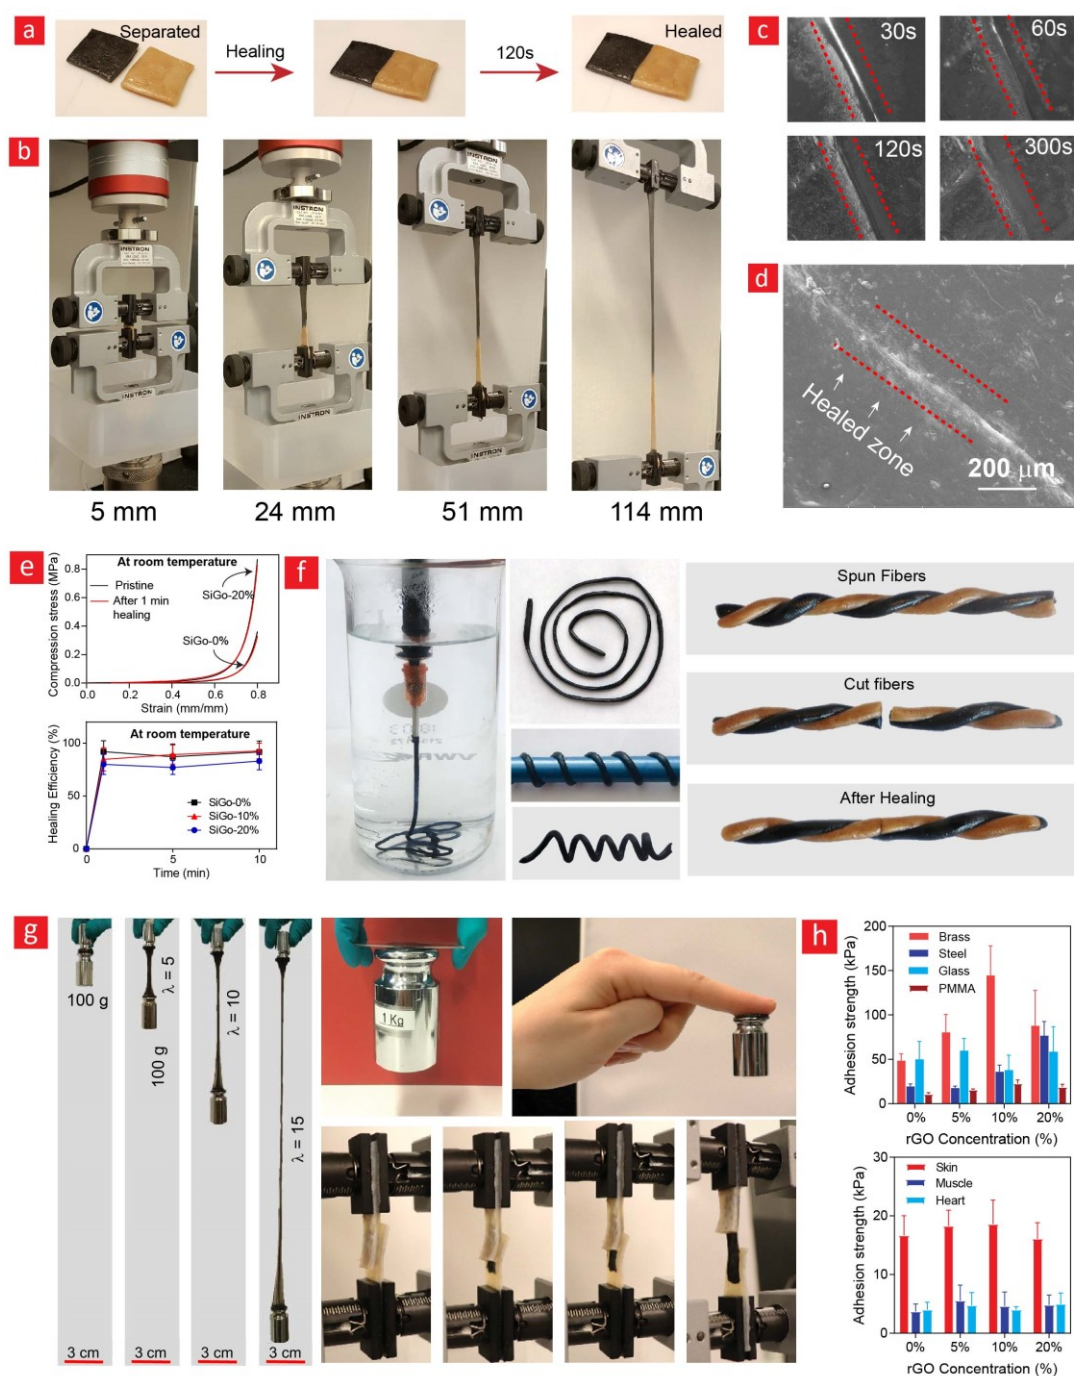 a
Separated
Healing
120s
Healed
c
30s
60s
120s
300s
b
INSTRON
INSTRON
INSTRON
INSTRON
INSTRON
5 mm
24 mm
51 mm
114 mm
d
Healed zone
200 µm
e
At room temperature
Compression stress (MPa)
0.8
0.6
0.4
0.2
0.0
Pristine
After 1 min
healing
SiGo-20%
SiGo-0%
0.0 0.2 0.4 0.6 0.8
Strain (mm/mm)
At room temperature
Healing Efficiency (%)
100
50
0
SiGo-0%
SiGo-10%
SiGo-20%
0 5 10
Time (min)
f
Spun Fibers
Cut fibers
After Healing
g
100 g
λ = 5
100 g
λ = 10
λ = 15
3 cm
3 cm
3 cm
3 cm
1 Kg
h
Adhesion strength (kPa)
200
150
100
50
0
Brass
Steel
Glass
PMMA
0% 5% 10% 20%
rGO Concentration (%)
Adhesion strength (kPa)
30
20
10
0
Skin
Muscle
Heart
0% 5% 10% 20%
rGO Concentration (%)